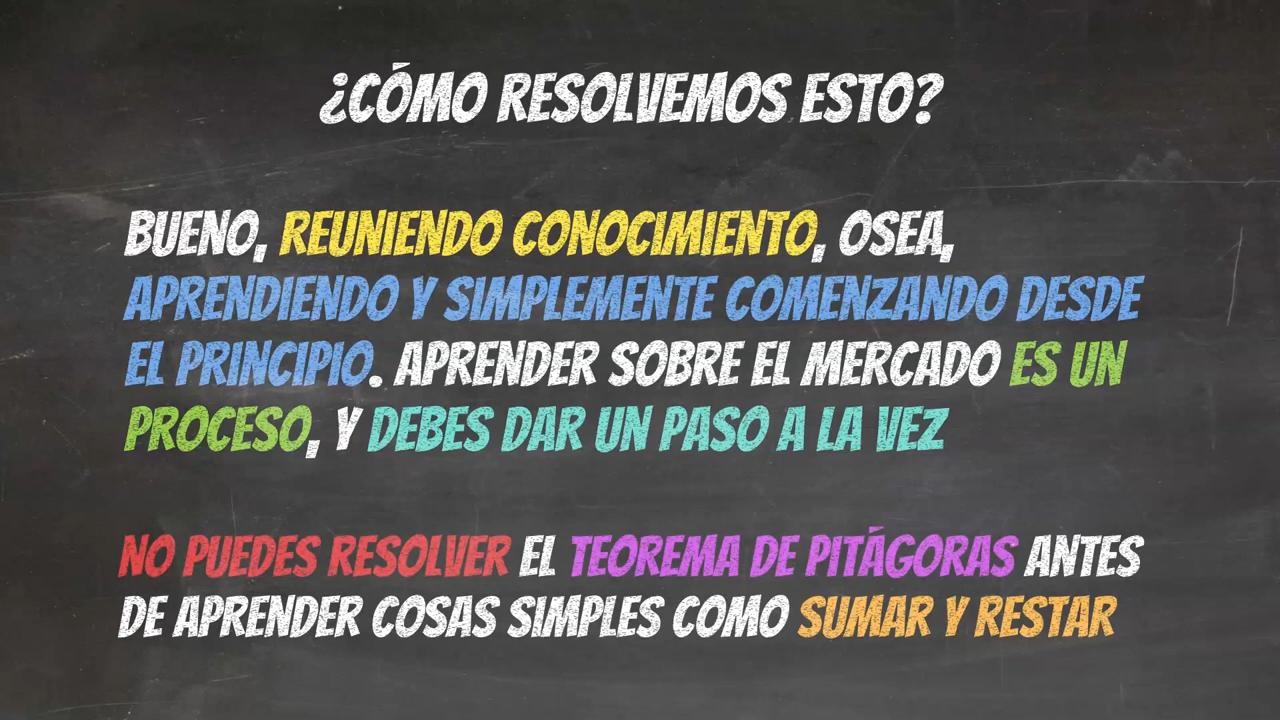 ¿CÓMO RESOLVEMOS ESTO?
BUENO, REUNIENDO CONOCIMIENTO, OSEA,
APRENDIENDO Y SIMPLEMENTE COMENZANDO DESDE
EL PRINCIPIO. APRENDER SOBRE EL MERCADO ES UN
PROCESO, Y DEBES DAR UN PASO A LA VEZ
NO PUEDES RESOLVER EL TEOREMA DE PITÁGORAS ANTES
DE APRENDER COSAS SIMPLES COMO SUMAR Y RESTAR